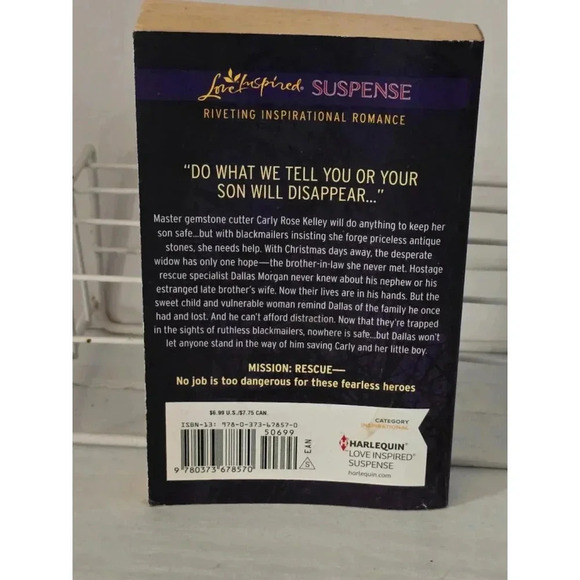 Love Inspired® SUSPENSE
RIVETING INSPIRATIONAL ROMANCE
"DO WHAT WE TELL YOU OR YOUR
SON WILL DISAPPEAR..."
Master gemstone cutter Carly Rose Kelley will do anything to keep her
son safe...but with blackmailers insisting she forge priceless antique
stones, she needs help. With Christmas days away, the desperate
widow has only one hope—the brother-in-law she never met. Hostage
rescue specialist Dallas Morgan never knew about his nephew or his
estranged late brother's wife. Now their lives are in his hands. But the
sweet child and vulnerable woman remind Dallas of the family he once
had and lost. And he can't afford distraction. Now that they're trapped
in the sights of ruthless blackmailers, nowhere is safe...but Dallas won't
let anyone stand in the way of him saving Carly and her little boy.
MISSION: RESCUE—
No job is too dangerous for these fearless heroes
$6.99 U.S./$7.75 CAN.
ISBN-13: 978-0-373-67857-0
50699
9 780373 678570
EAN
S
CATEGORY
INSPIRATIONAL
HARLEQUIN®
LOVE INSPIRED®
SUSPENSE
harlequin.com